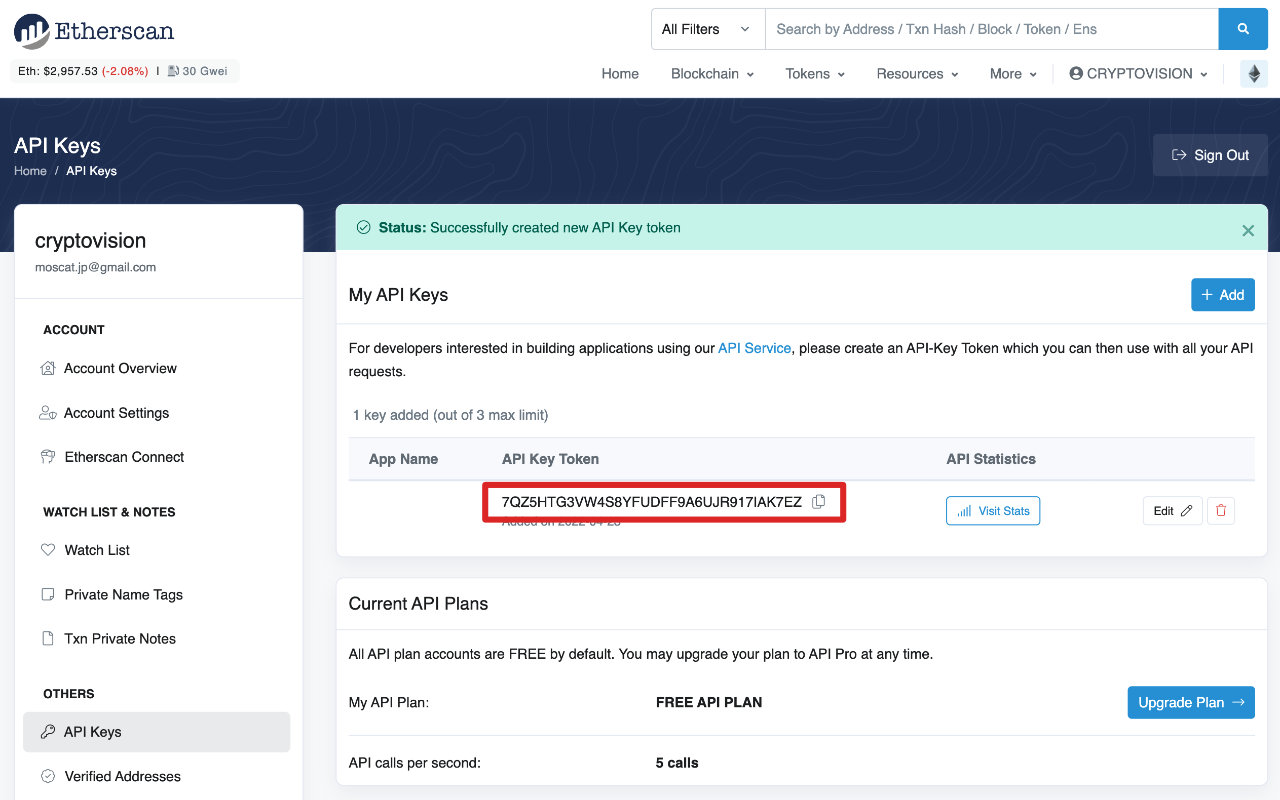 Etherscan
All Filters
Search by Address / Txn Hash / Block / Token / Ens
Eth: $2,957.53 (-2.08%) | 30 Gwei
Home Blockchain Tokens Resources More CRYPTOVISION
API Keys
Home / API Keys
Sign Out
cryptovision
moscat.jp@gmail.com
ACCOUNT
Account Overview
Account Settings
Etherscan Connect
WATCH LIST & NOTES
Watch List
Private Name Tags
Txn Private Notes
OTHERS
API Keys
Verified Addresses
Status: Successfully created new API Key token
My API Keys
+ Add
For developers interested in building applications using our API Service, please create an API-Key Token which you can then use with all your API
requests.
1 key added (out of 3 max limit)
App Name API Key Token API Statistics
7QZ5HTG3VW4S8YFUDFF9A6UJR917IAK7EZ
Added on 2022-04-23
Visit Stats
Edit
Current API Plans
All API plan accounts are FREE by default. You may upgrade your plan to API Pro at any time.
My API Plan: FREE API PLAN
Upgrade Plan →
API calls per second: 5 calls